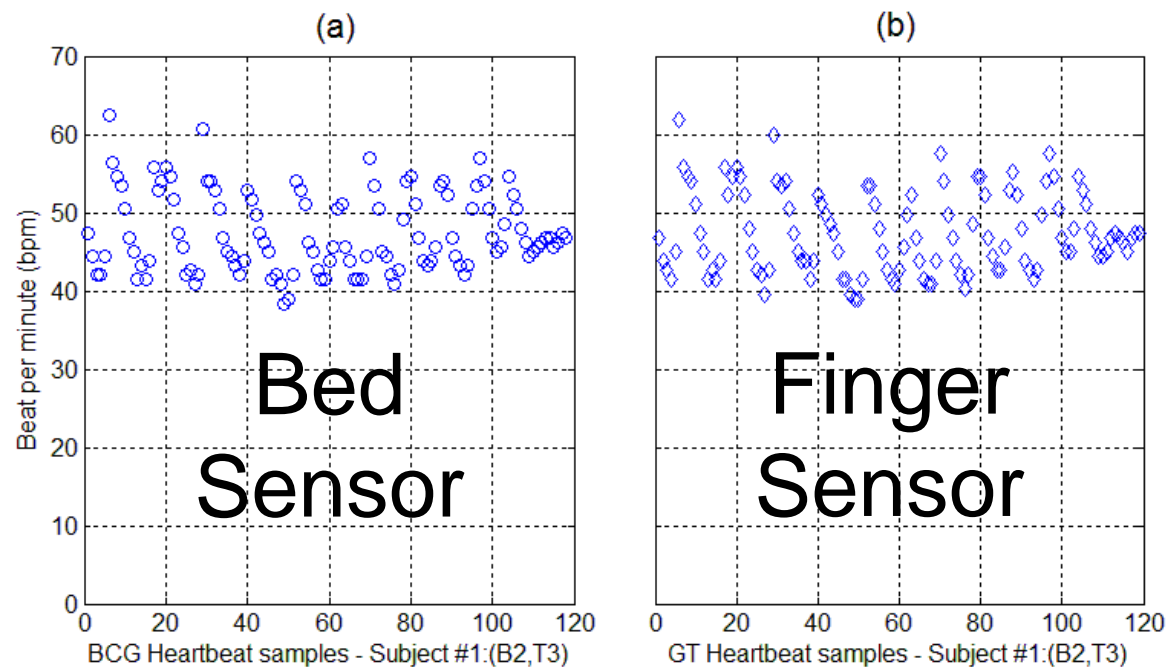 (a)
70
60
50
40
30
20
10
0
Beat per minute (bpm)
Bed
Sensor
0 20 40 60 80 100 120
BCG Heartbeat samples - Subject #1:(B2,T3)
(b)
Finger
Sensor
0 20 40 60 80 100 120
GT Heartbeat samples - Subject #1:(B2,T3)